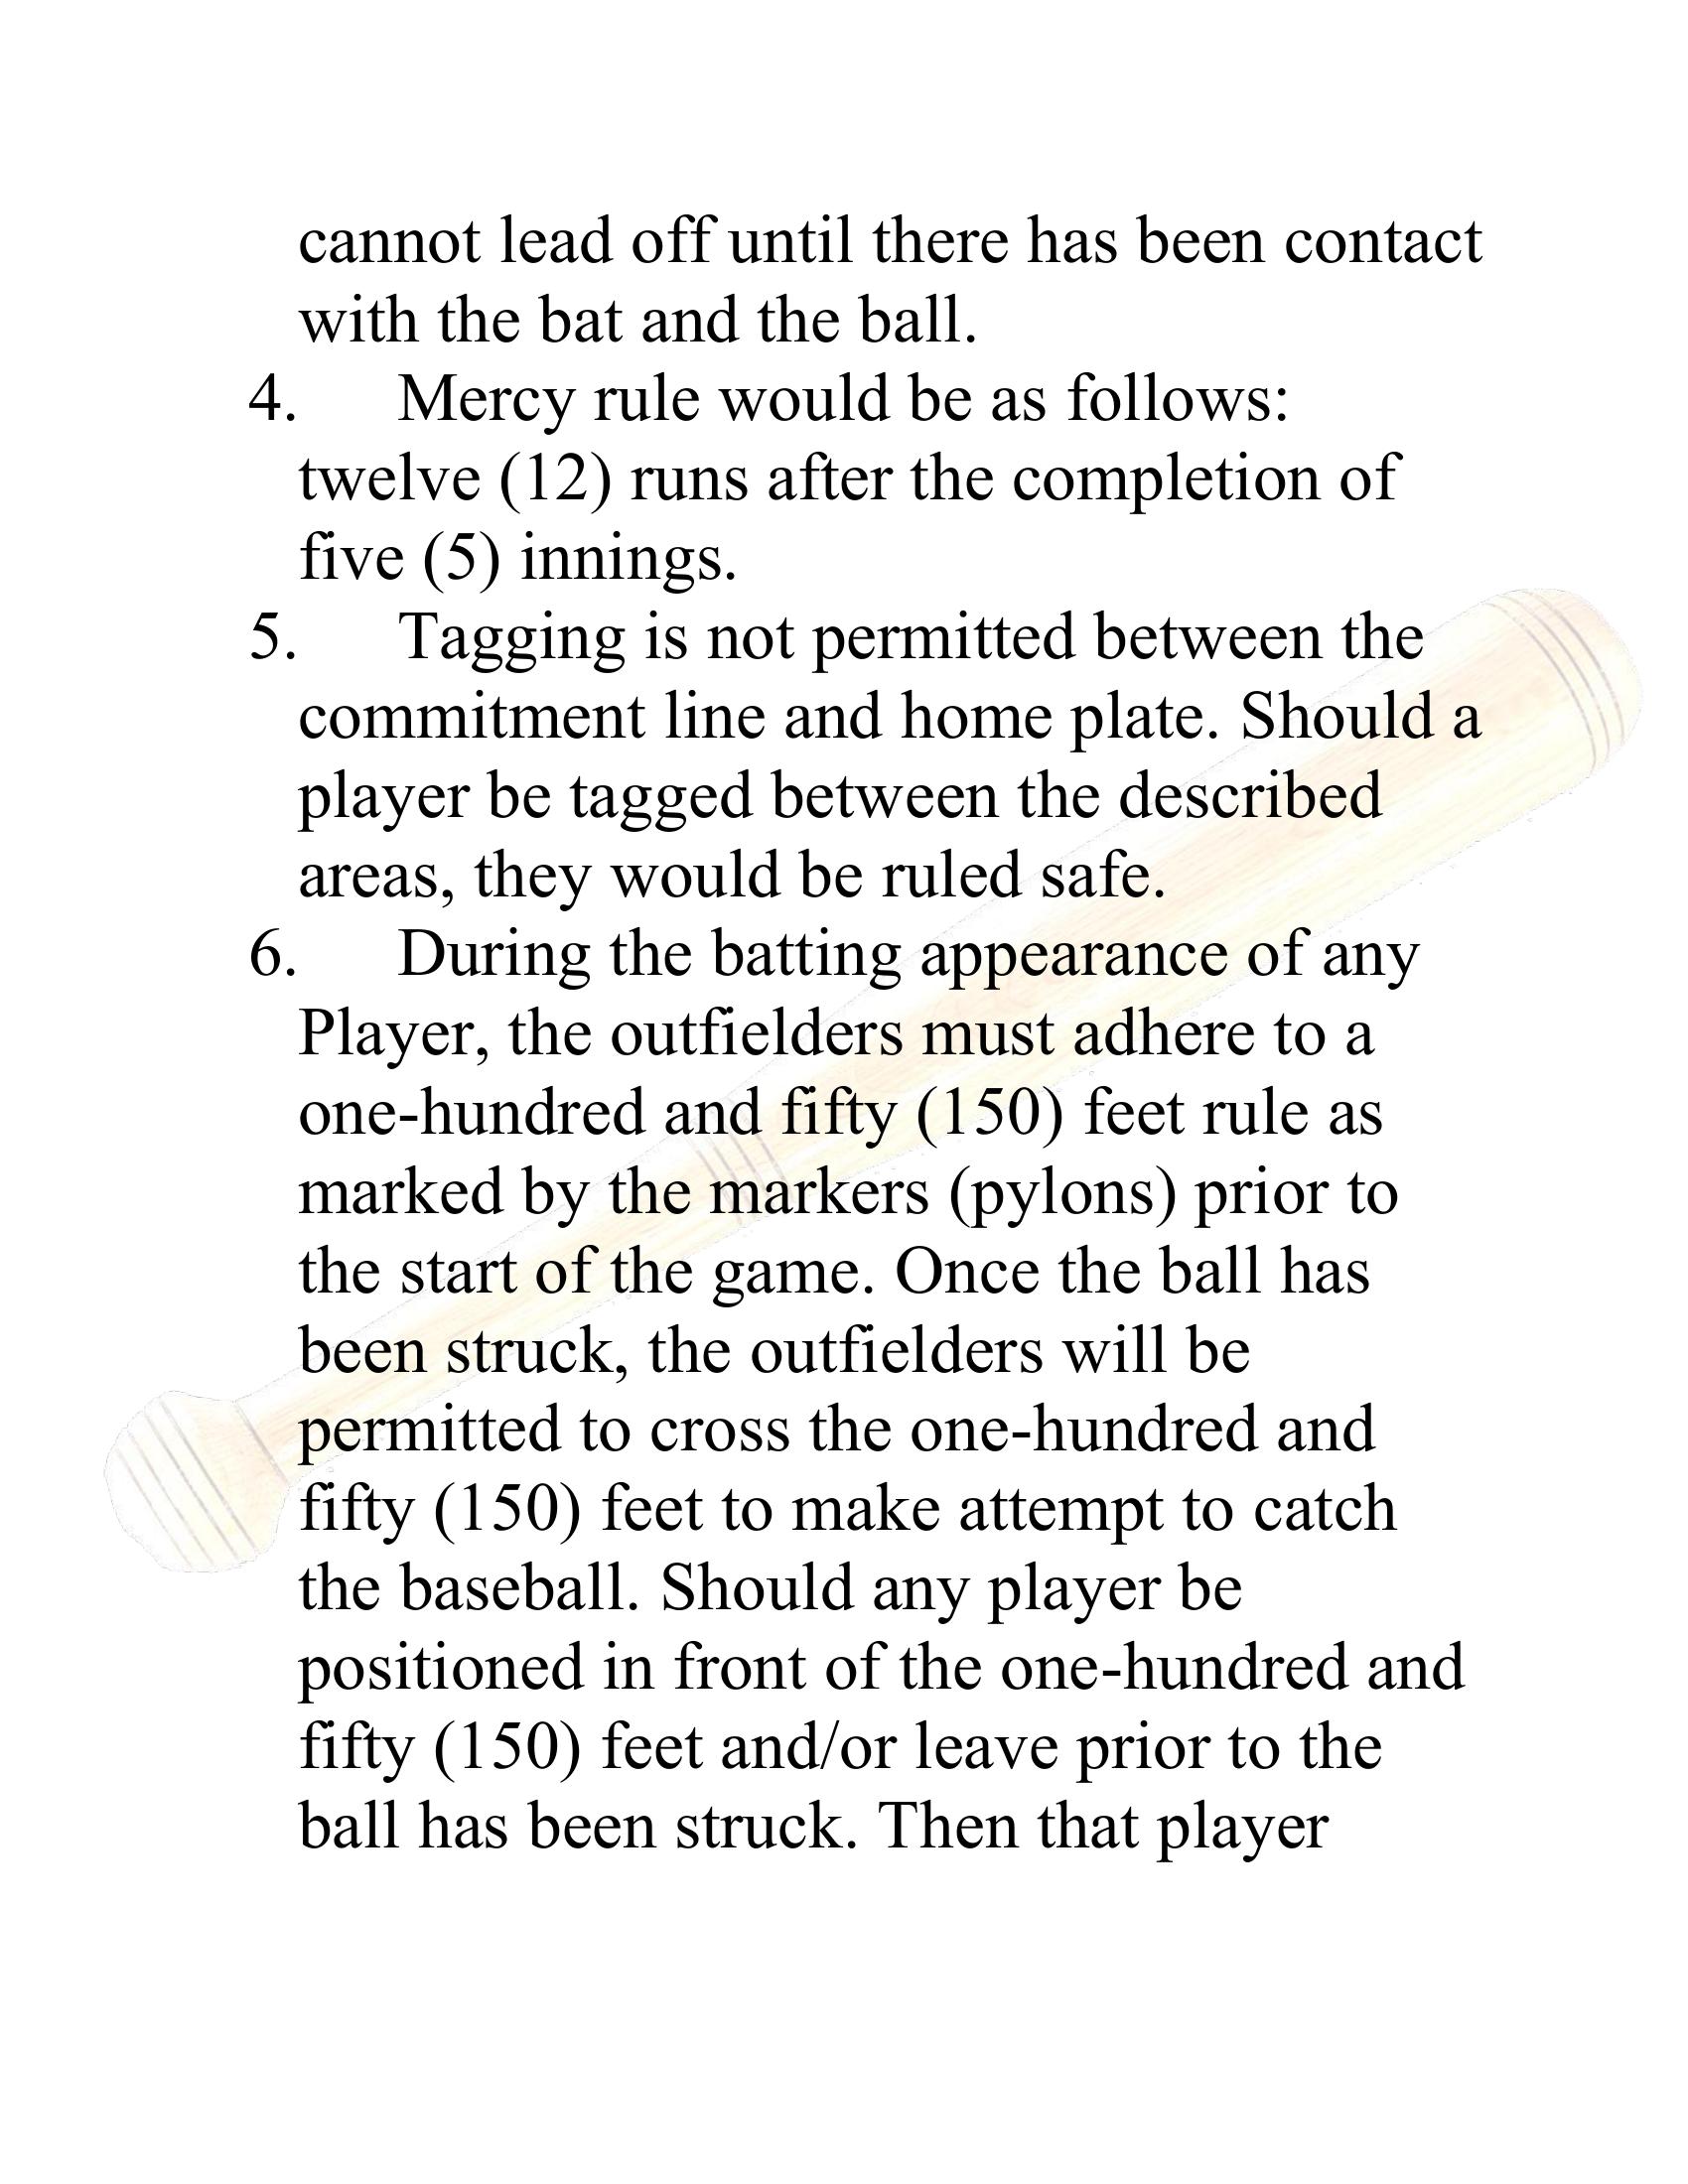 cannot lead off until there has been contact
with the bat and the ball.
4. Mercy rule would be as follows:
twelve (12) runs after the completion of
five (5) innings.
5. Tagging is not permitted between the
commitment line and home plate. Should a
player be tagged between the described
areas, they would be ruled safe.
6. During the batting appearance of any
Player, the outfielders must adhere to a
one-hundred and fifty (150) feet rule as
marked by the markers (pylons) prior to
the start of the game. Once the ball has
been struck, the outfielders will be
permitted to cross the one-hundred and
fifty (150) feet to make attempt to catch
the baseball. Should any player be
positioned in front of the one-hundred and
fifty (150) feet and/or leave prior to the
ball has been struck. Then that player